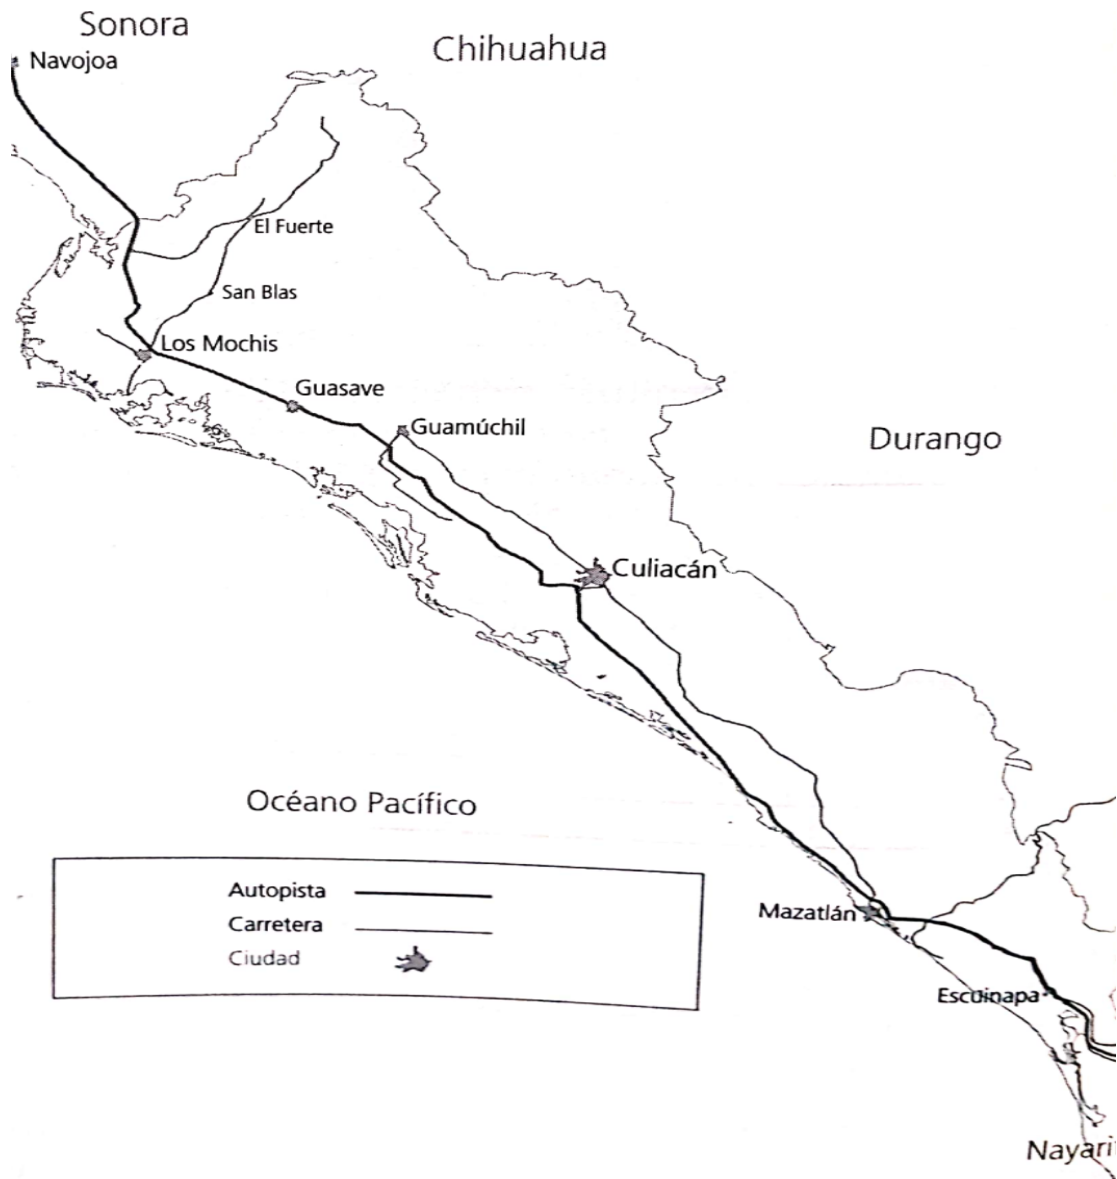 Sonora
Chihuahua
Navojoa
El Fuerte
San Blas
Los Mochis
Guasave
Guamúchil
Durango
Culiacán
Océano Pacífico
Autopista
Carretera
Ciudad
Mazatlán
Escuinapa
Nayarit